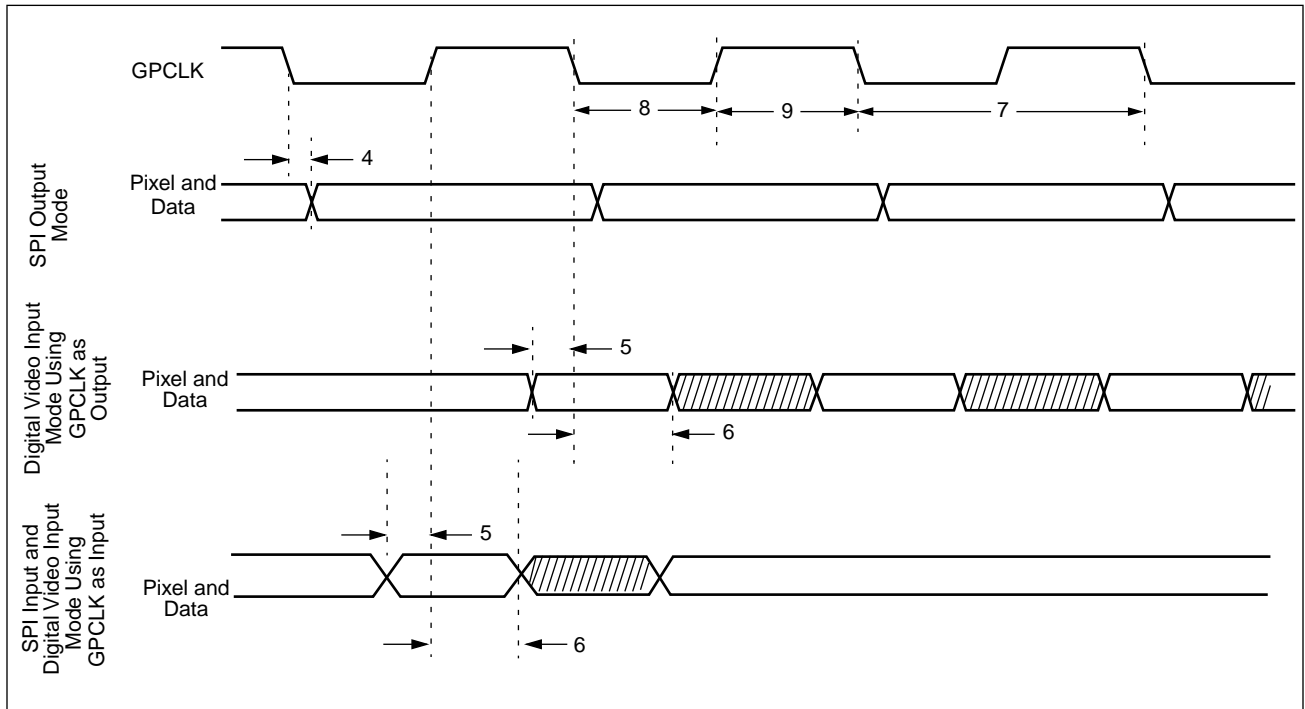 GPCLK
8
9
7
4
SPI Output
Mode
Pixel and
Data
Digital Video Input
Mode Using
GPCLK as
Output
5
Pixel and
Data
6
SPI Input and
Digital Video Input
Mode Using
GPCLK as Input
5
Pixel and
Data
6